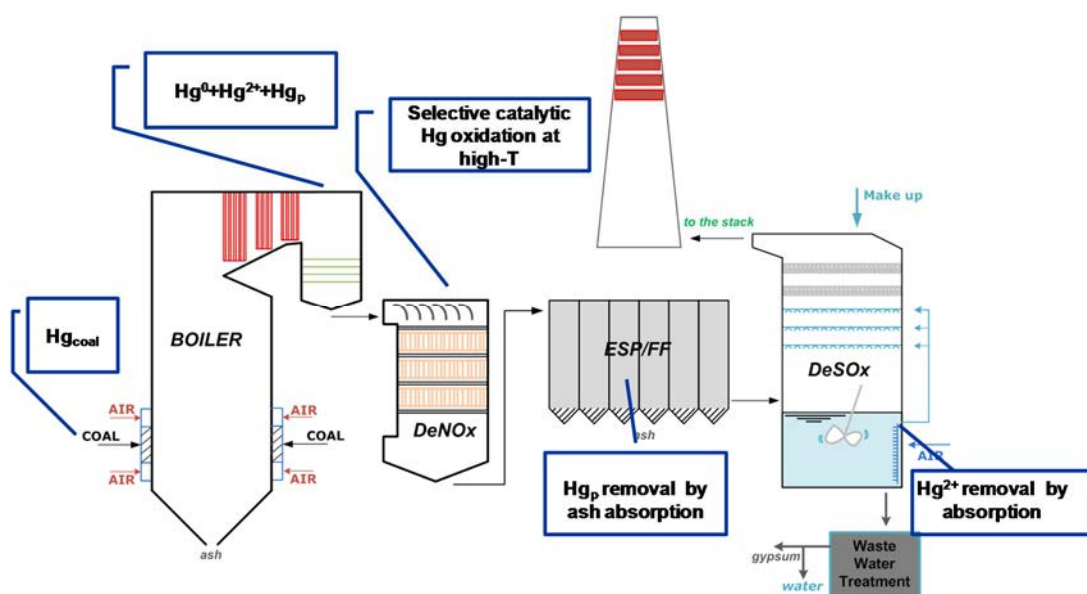 Hg⁰+Hg²⁺+Hgₚ
Selective catalytic
Hg oxidation at
high-T
Make up
to the stack
Hgcoal
BOILER
ESP/FF
DeSOx
DeNOx
AIR
AIR
COAL
COAL
AIR
AIR
ash
ash
AIR
Hgₚ removal by
ash absorption
Hg²⁺ removal by
absorption
gypsum
water
Waste
Water
Treatment